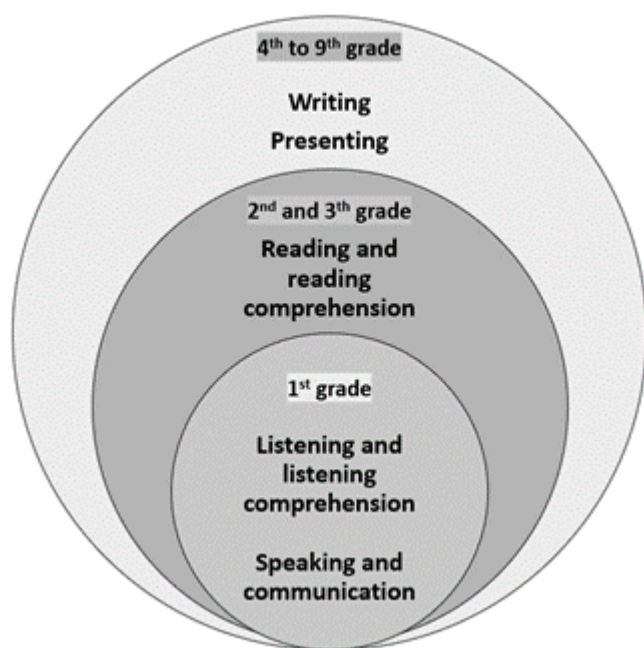 4th to 9th grade
Writing
Presenting
2nd and 3th grade
Reading and
reading
comprehension
1st grade
Listening and
listening
comprehension
Speaking and
communication